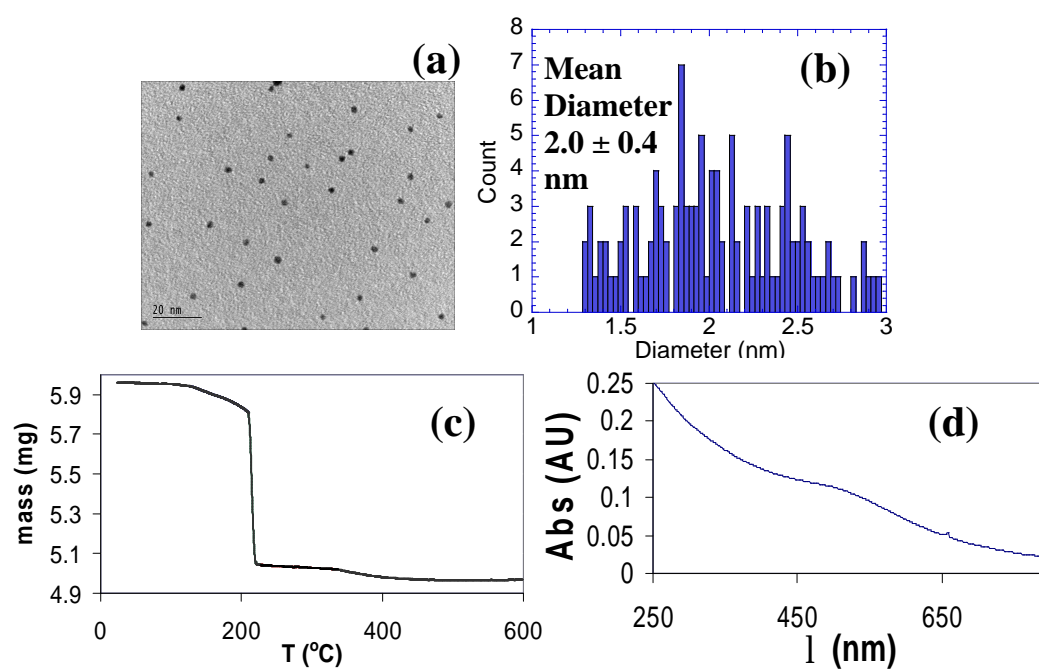 (a)
20 nm
(b)
Mean
Diameter
2.0 ± 0.4
nm
Count
8
7
6
5
4
3
2
1
0
1
1.5
2
2.5
3
Diameter (nm)
(c)
mass (mg)
5.9
5.7
5.5
5.3
5.1
4.9
0
200
400
600
T (°C)
(d)
Abs (AU)
0.25
0.2
0.15
0.1
0.05
0
250
450
650
l (nm)